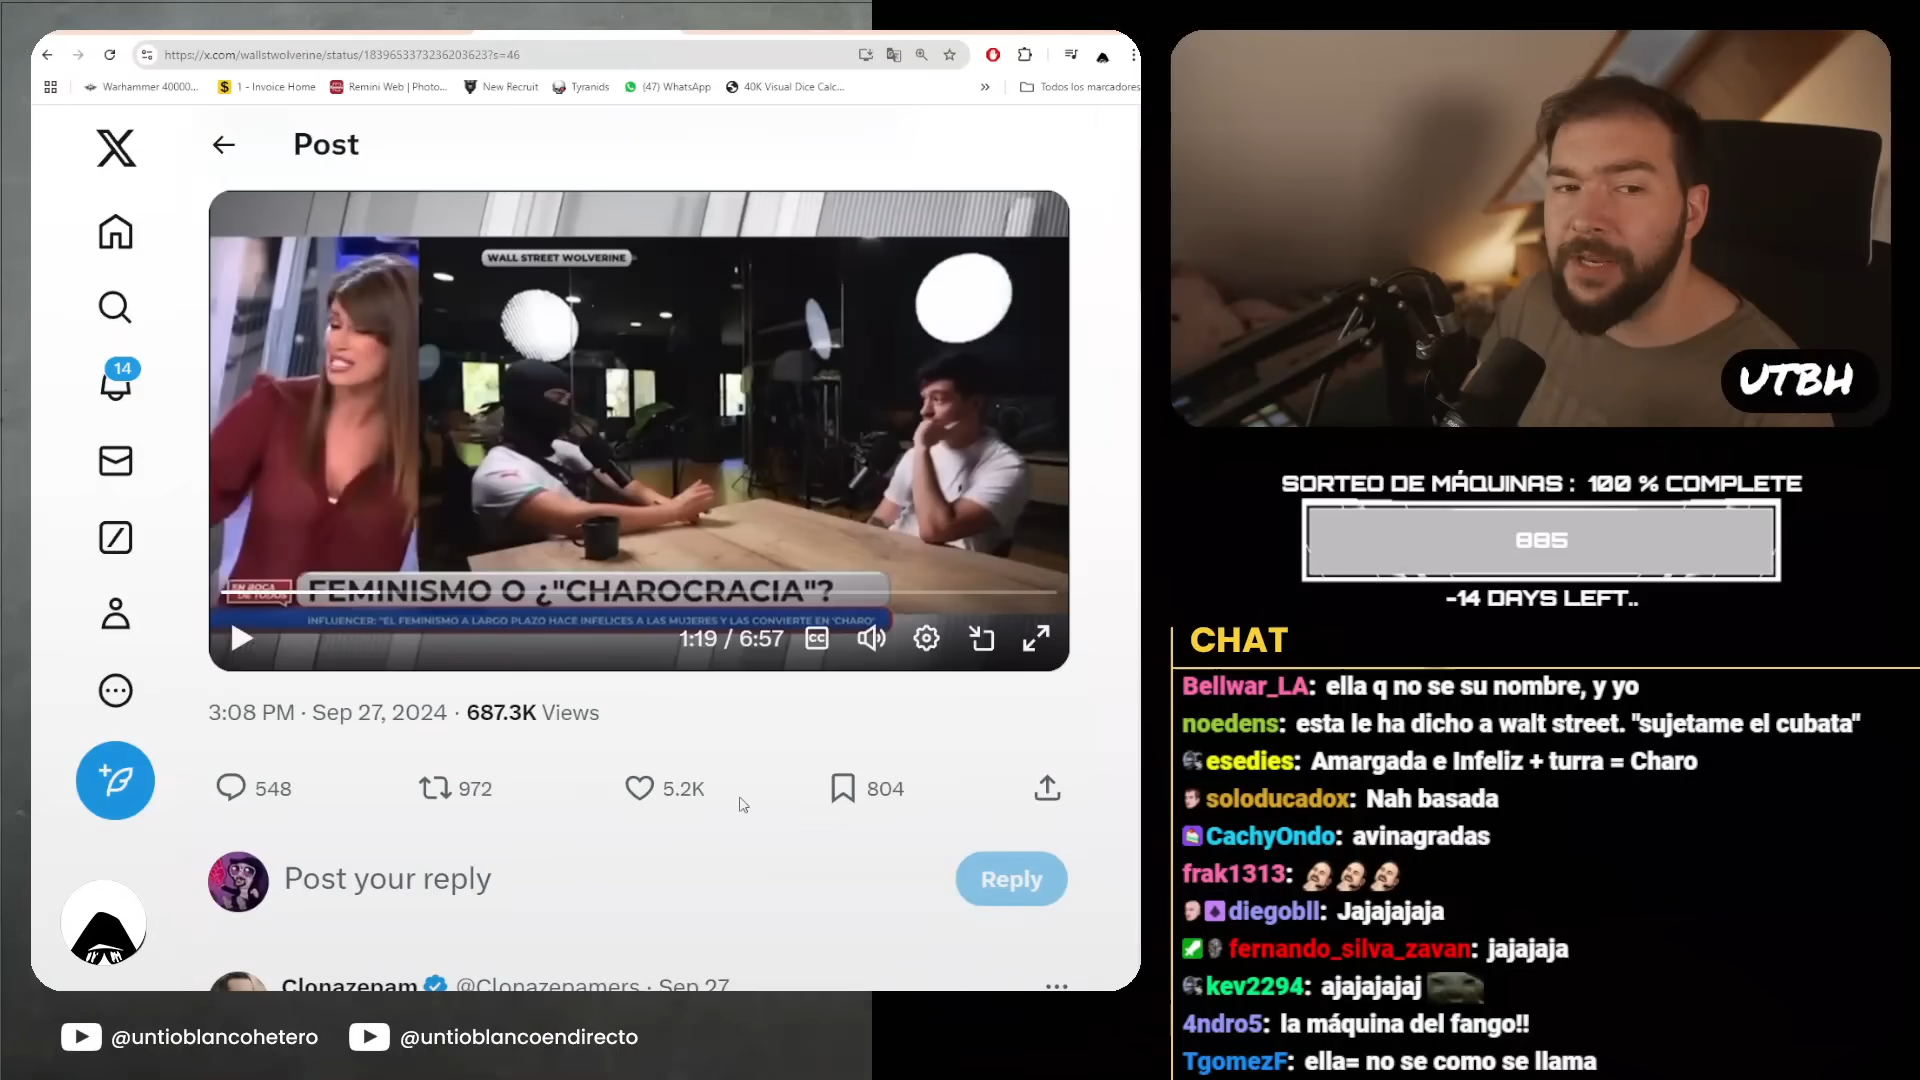 https://x.com/wallstwolverine/status/1839653373236203623?s=46
Warhammer 40000...
1 - Invoice Home
Remini Web | Photo...
New Recruit
Tyranids
(47) WhatsApp
40K Visual Dice Calc...
Todos los marcadores
Post
14
WALL STREET WOLVERINE
EN BOCA DE TODOS
FEMINISMO O ¿"CHAROCRACIA"?
INFLUENCER: "EL FEMINISMO A LARGO PLAZO HACE INFELICES A LAS MUJERES Y LAS CONVIERTE EN 'CHARO'
1:19 / 6:57
CC
3:08 PM · Sep 27, 2024 · 687.3K Views
548
972
5.2K
804
Post your reply
Reply
Clonazepam @Clonazepamers · Sep 27
@untioblancohetero
@untioblancoendirecto
UTBH
SORTEO DE MÁQUINAS : 100 % COMPLETE
885
-14 DAYS LEFT..
CHAT
Bellwar_LA: ella q no se su nombre, y yo
noedens: esta le ha dicho a walt street. "sujetame el cubata"
esedies: Amargada e Infeliz + turra = Charo
soloducadox: Nah basada
CachyOndo: avinagradas
frak1313:
diegobll: Jajajajaja
fernando_silva_zavan: jajajaja
kev2294: ajajajajaj
4ndro5: la máquina del fango!!
TgomezF: ella= no se como se llama